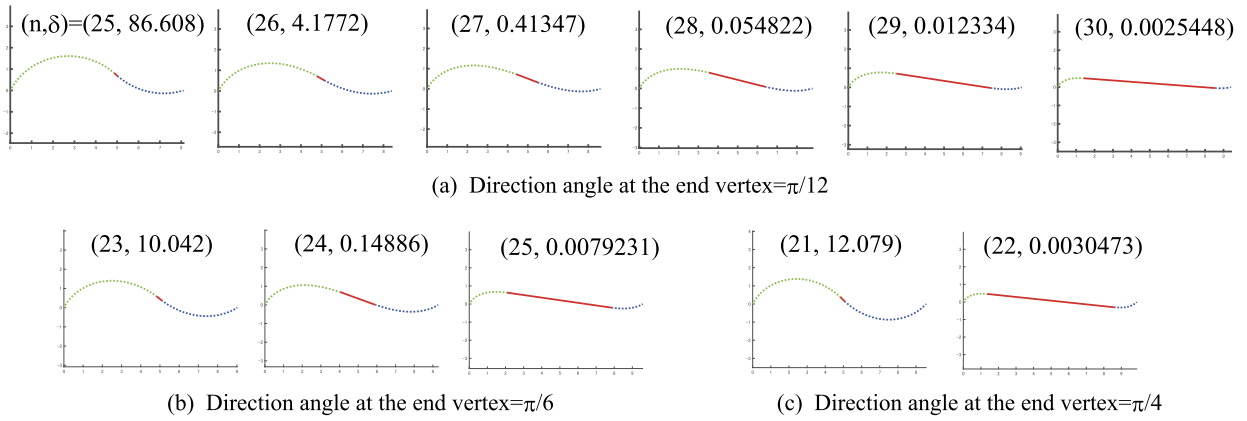 (n,δ)=(25, 86.608) (26, 4.1772) (27, 0.41347) (28, 0.054822) (29, 0.012334) (30, 0.0025448)
(a) Direction angle at the end vertex=π/12
(23, 10.042) (24, 0.14886) (25, 0.0079231) (21, 12.079) (22, 0.0030473)
(b) Direction angle at the end vertex=π/6
(c) Direction angle at the end vertex=π/4